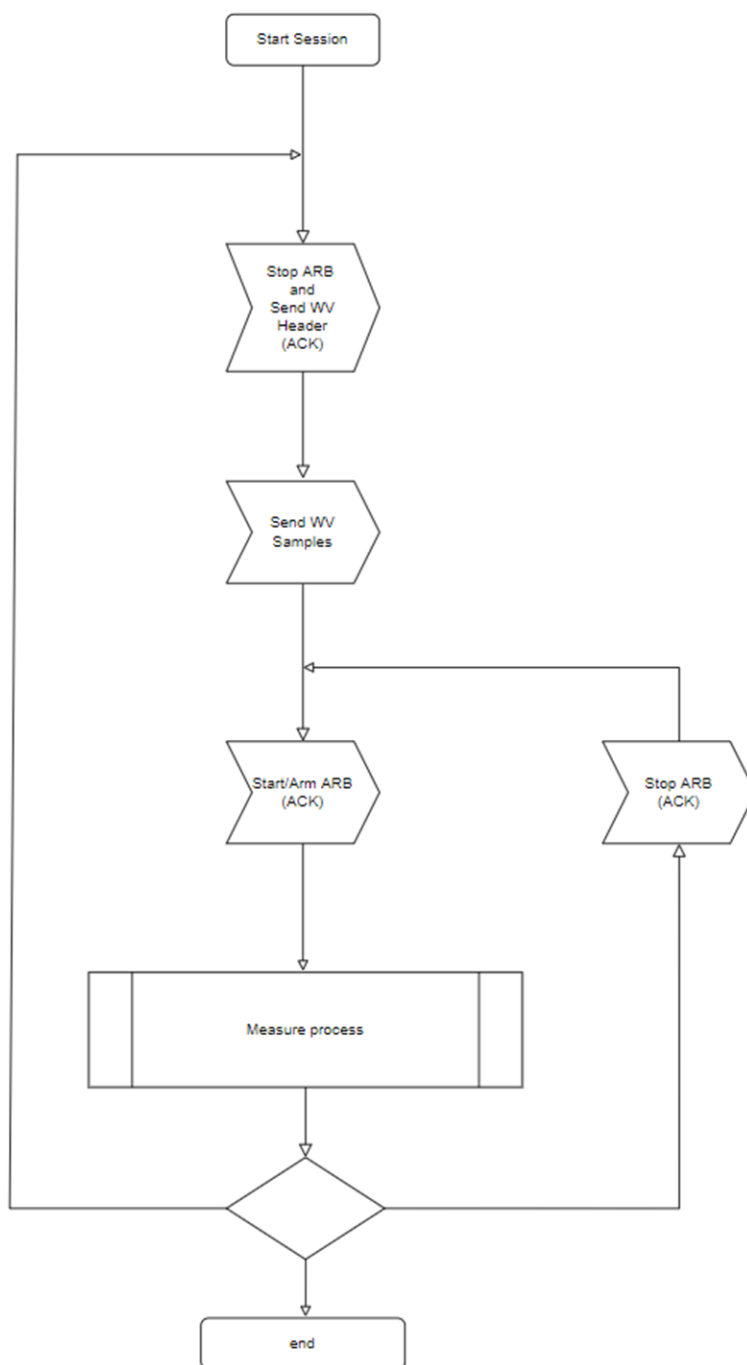 Start Session
Stop ARB
and
Send WV
Header
(ACK)
Send WV
Samples
Start/Arm ARB
(ACK)
Stop ARB
(ACK)
Measure process
end